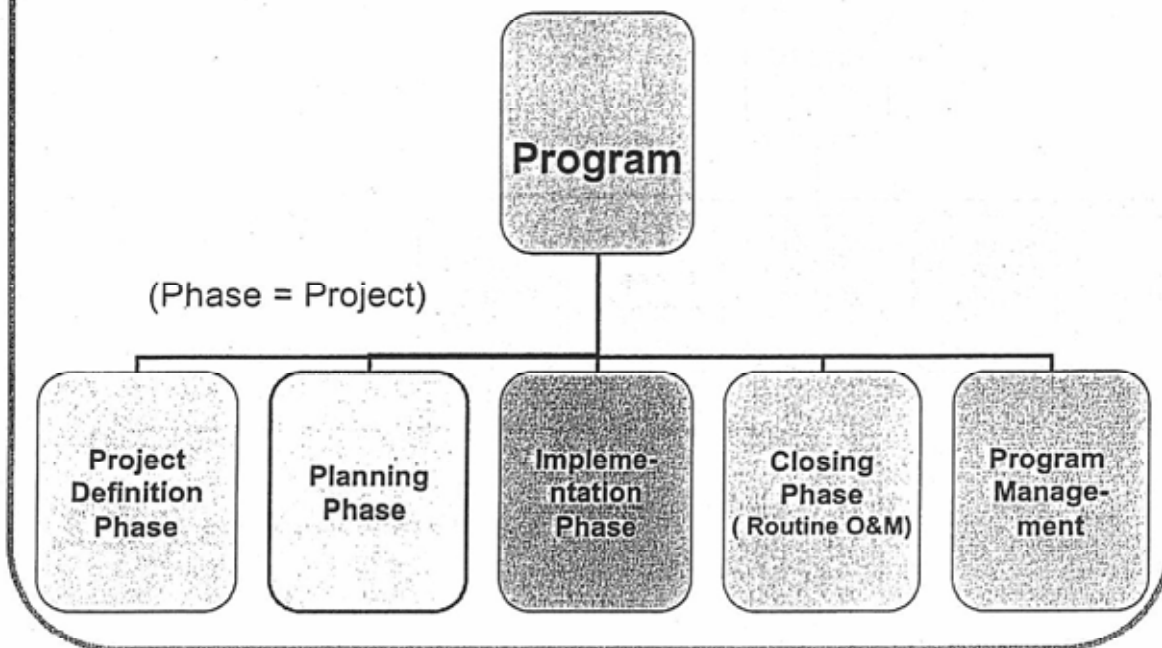 Program
(Phase = Project)
Project
Definition
Phase
Planning
Phase
Impleme-
ntation
Phase
Closing
Phase
( Routine O&M)
Program
Manage-
ment